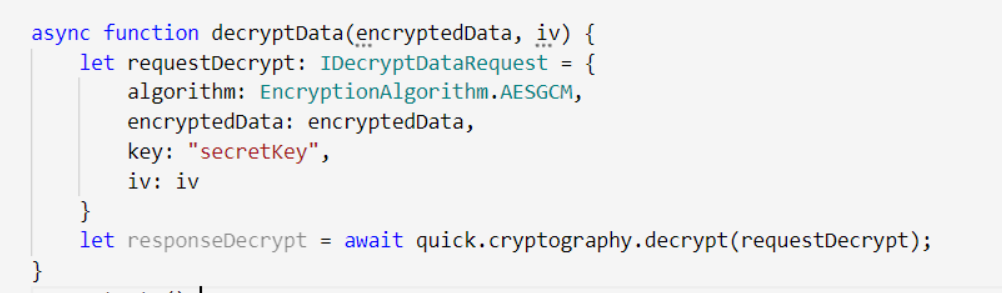 async function decryptData(encryptedData, iv) {
let requestDecrypt: IDecryptDataRequest = {
algorithm: EncryptionAlgorithm.AESGCM,
encryptedData: encryptedData,
key: "secretKey",
iv: iv
}
let responseDecrypt = await quick.cryptography.decrypt(requestDecrypt);
}